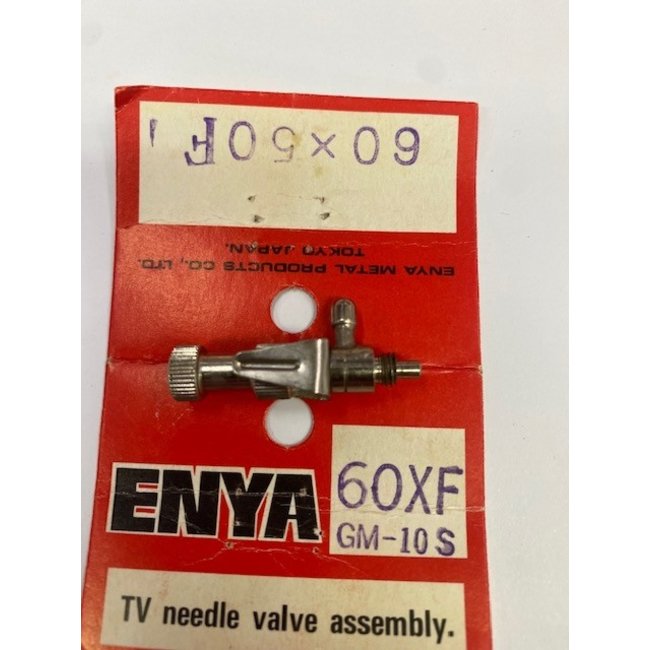 60×50F
ENYA METAL PRODUCTS CO., LTD.
TOKYO JAPAN.
ENYA
60XF
GM-10S
TV needle valve assembly.